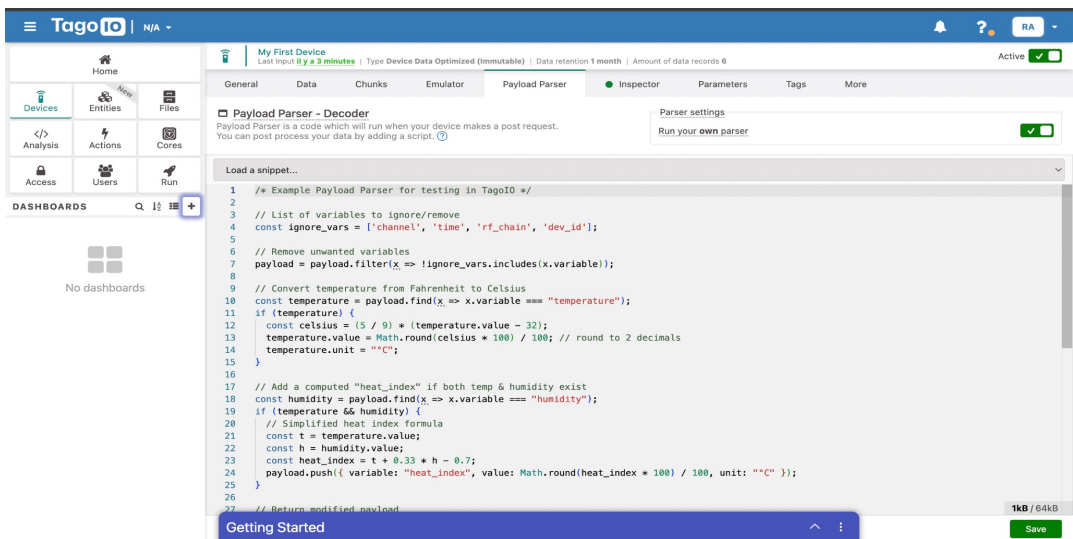 Tago IO | N/A
?
RA
Home
Devices
Entities
New
Files
Analysis
Actions
Cores
Access
Users
Run
DASHBOARDS
No dashboards
My First Device
Last Input il y a 3 minutes | Type Device Data Optimized (Immutable) | Data retention 1 month | Amount of data records 6
Active
General Data Chunks Emulator Payload Parser Inspector Parameters Tags More
Payload Parser - Decoder
Payload Parser is a code which will run when your device makes a post request.
You can post process your data by adding a script. ?
Parser settings
Run your own parser
Load a snippet...
1 /* Example Payload Parser for testing in TagoIO */
2
3 // List of variables to ignore/remove
4 const ignore_vars = ['channel', 'time', 'rf_chain', 'dev_id'];
5
6 // Remove unwanted variables
7 payload = payload.filter(x => !ignore_vars.includes(x.variable));
8
9 // Convert temperature from Fahrenheit to Celsius
10 const temperature = payload.find(x => x.variable === "temperature");
11 if (temperature) {
12 const celsius = (5 / 9) * (temperature.value - 32);
13 temperature.value = Math.round(celsius * 100) / 100; // round to 2 decimals
14 temperature.unit = "°C";
15 }
16
17 // Add a computed "heat_index" if both temp & humidity exist
18 const humidity = payload.find(x => x.variable === "humidity");
19 if (temperature && humidity) {
20 // Simplified heat index formula
21 const t = temperature.value;
22 const h = humidity.value;
23 const heat_index = t + 0.33 * h - 0.7;
24 payload.push({ variable: "heat_index", value: Math.round(heat_index * 100) / 100, unit: "°C" });
25 }
26
27 // Return modified payload
1kB / 64kB
Getting Started
Save